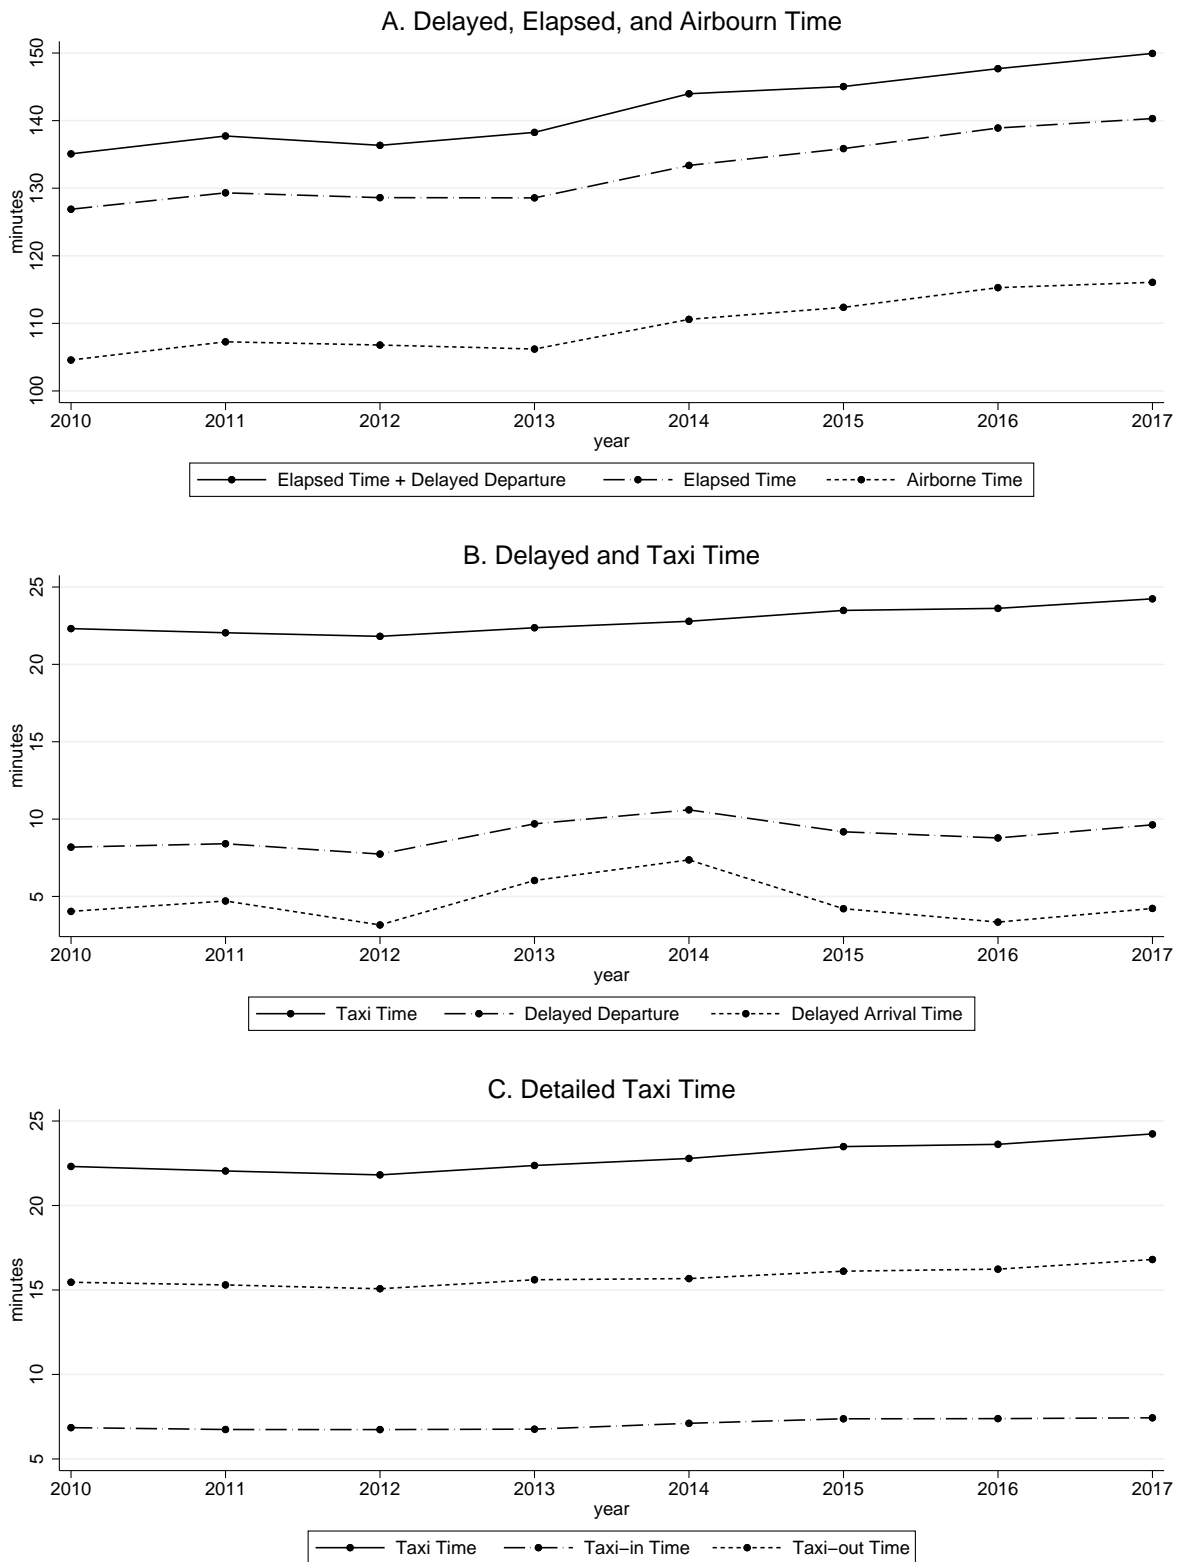 A. Delayed, Elapsed, and Airbourn Time
150
140
130
120
110
100
minutes
2010 2011 2012 2013 2014 2015 2016 2017
year
Elapsed Time + Delayed Departure Elapsed Time Airborne Time
B. Delayed and Taxi Time
25
20
15
10
5
minutes
2010 2011 2012 2013 2014 2015 2016 2017
year
Taxi Time Delayed Departure Delayed Arrival Time
C. Detailed Taxi Time
25
20
15
10
5
minutes
2010 2011 2012 2013 2014 2015 2016 2017
year
Taxi Time Taxi−in Time Taxi−out Time